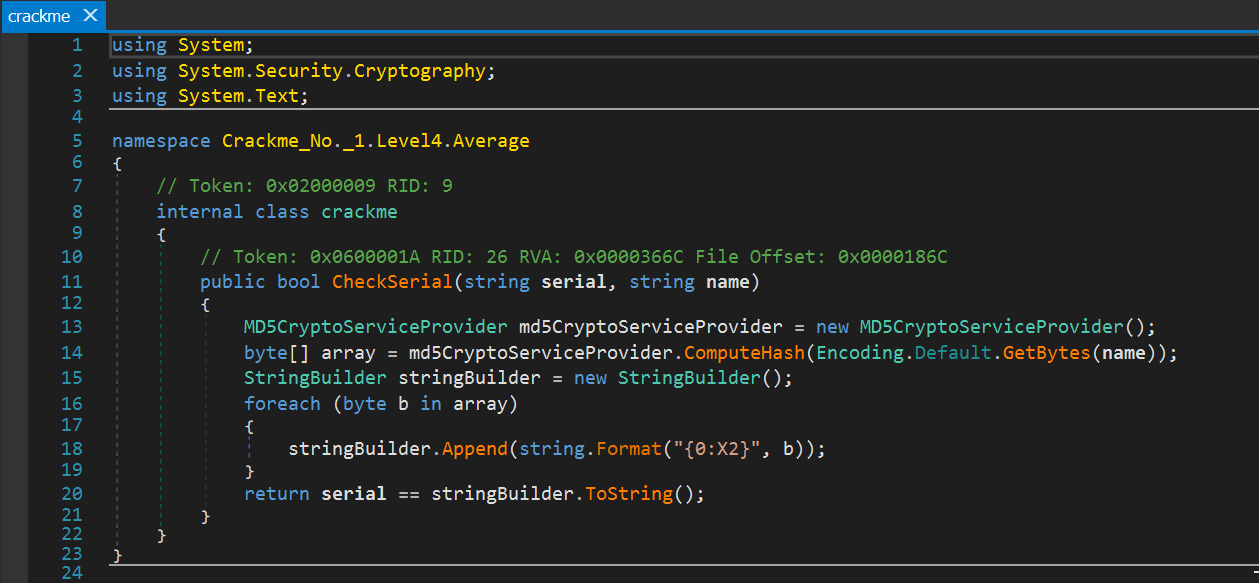 crackme X
1 using System;
2 using System.Security.Cryptography;
3 using System.Text;
4
5 namespace Crackme_No._1.Level4.Average
6 {
7 // Token: 0x02000009 RID: 9
8 internal class crackme
9 {
10 // Token: 0x0600001A RID: 26 RVA: 0x0000366C File Offset: 0x0000186C
11 public bool CheckSerial(string serial, string name)
12 {
13 MD5CryptoServiceProvider md5CryptoServiceProvider = new MD5CryptoServiceProvider();
14 byte[] array = md5CryptoServiceProvider.ComputeHash(Encoding.Default.GetBytes(name));
15 StringBuilder stringBuilder = new StringBuilder();
16 foreach (byte b in array)
17 {
18 stringBuilder.Append(string.Format("{0:X2}", b));
19 }
20 return serial == stringBuilder.ToString();
21 }
22 }
23 }
24